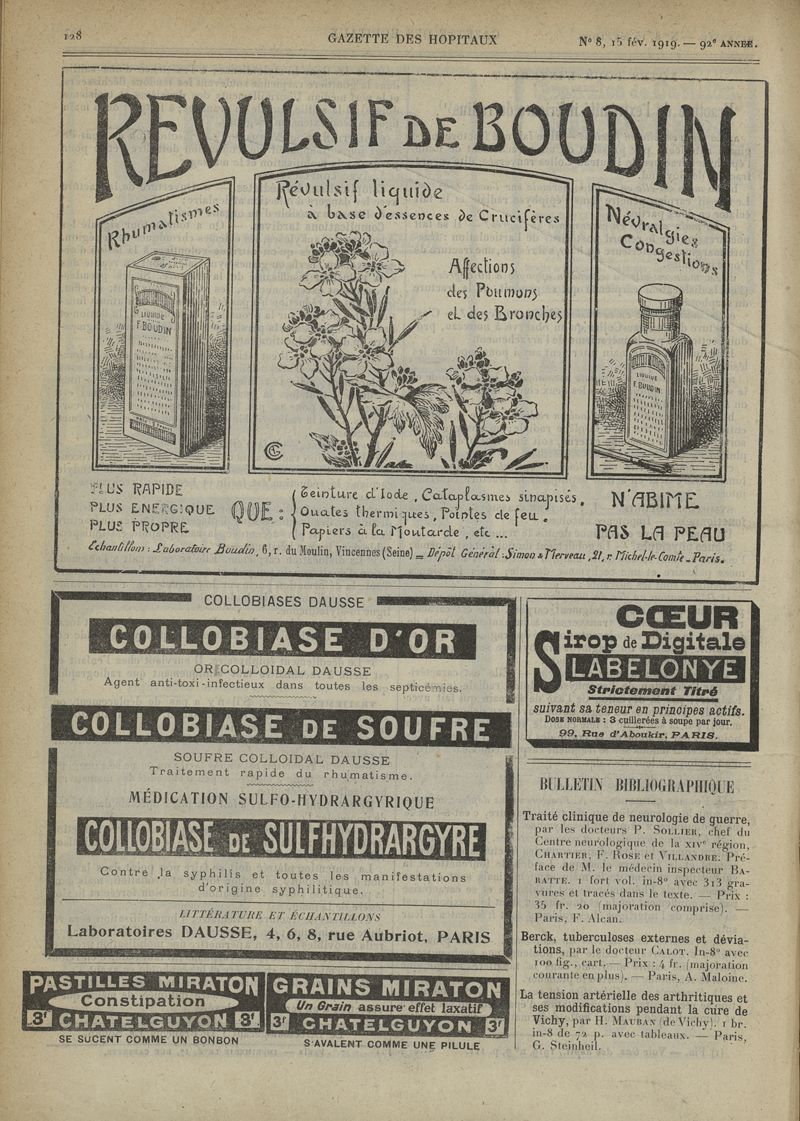 128
GAZETTE DES HOPITAUX
N° 8, 15 fév. 1919. — 92e ANNÉE.
REVULSIF DE BOUDIN
Rhumatismes
LIQUIDE
F. BOUDIN
Révulsif liquide
à base d'essences de Crucifères
Affections
des Poumons
et des Bronches
Névralgies
Congestions
LIQUIDE
F. BOUDIN
PLUS RAPIDE
PLUS ENERGIQUE
PLUS PROPRE
QUE :
Teinture d'Iode, Cataplasmes sinapisés,
Ouates thermiques, Pointes de feu,
Papiers à la Moutarde, etc ...
N'ABIME
PAS LA PEAU
Echantillons : Laboratoire Boudin, 6, r. du Moulin, Vincennes (Seine) _ Dépôt Général : Simon & Merveau, 21, r. Michel-le-Comte _ Paris.
COLLOBIASES DAUSSE
COLLOBIASE D'OR
OR COLLOIDAL DAUSSE
Agent anti-toxi-infectieux dans toutes les septicémies.
COLLOBIASE DE SOUFRE
SOUFRE COLLOIDAL DAUSSE
Traitement rapide du rhumatisme.
MÉDICATION SULFO-HYDRARGYRIQUE
COLLOBIASE DE SULFHYDRARGYRE
Contre la syphilis et toutes les manifestations
d'origine syphilitique.
LITTÉRATURE ET ÉCHANTILLONS
Laboratoires DAUSSE, 4, 6, 8, rue Aubriot, PARIS
PASTILLES MIRATON
Constipation
3f CHATELGUYON 3f
SE SUCENT COMME UN BONBON
GRAINS MIRATON
Un Grain assure effet laxatif
3f CHATELGUYON 3f
S'AVALENT COMME UNE PILULE
CŒUR
Sirop de Digitale
LABELONYE
Strictement Titré
suivant sa teneur en principes actifs.
DOSE NORMALE : 3 cuillerées à soupe par jour.
99, Rue d'Aboukir, PARIS.
BULLETIN BIBLIOGRAPHIQUE
Traité clinique de neurologie de guerre,
par les docteurs P. SOLLIER, chef du
Centre neurologique de la XIVe région,
CHARTIER, F. ROSE et VILLANDRE. Pré-
face de M. le médecin inspecteur BA-
RATTE. 1 fort vol. in-8° avec 313 gra-
vures et tracés dans le texte. — Prix :
35 fr. 20 (majoration comprise). —
Paris, F. Alcan.
Berck, tuberculoses externes et dévia-
tions, par le docteur CALOT. In-8° avec
100 fig., cart. — Prix : 4 fr. (majoration
courante en plus). — Paris, A. Maloine.
La tension artérielle des arthritiques et
ses modifications pendant la cure de
Vichy, par H. MAUBAN (de Vichy). 1 br.
in-8 de 72 p. avec tableaux. — Paris,
G. Steinheil.